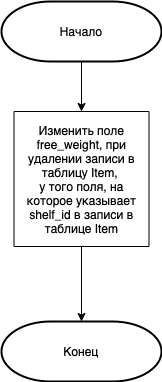 Начало
Изменить поле
free_weight, при
удалении записи в
таблицу Item,
у того поля, на
которое указывает
shelf_id в записи в
таблице Item
Конец